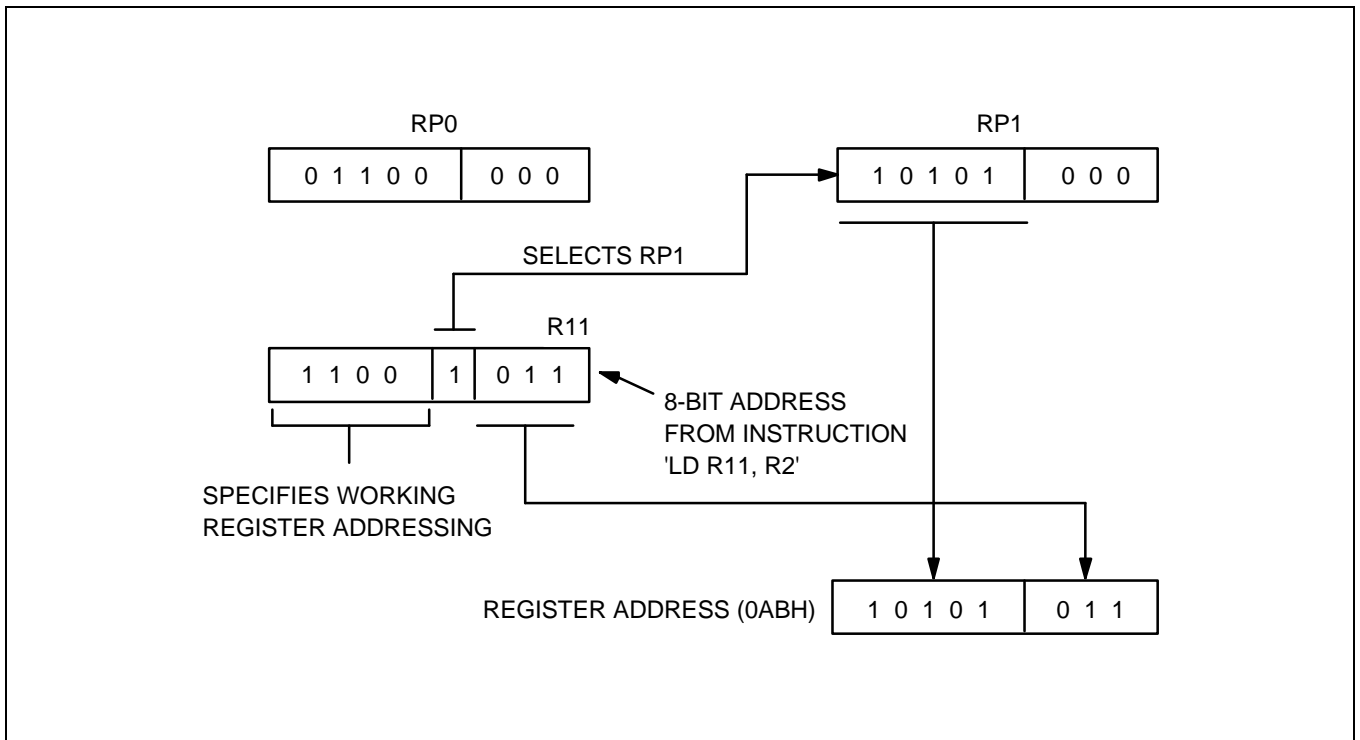 RP0
RP1
0 1 1 0 0 0 0 0
1 0 1 0 1 0 0 0
SELECTS RP1
R11
1 1 0 0 1 0 1 1
8-BIT ADDRESS
FROM INSTRUCTION
'LD R11, R2'
SPECIFIES WORKING
REGISTER ADDRESSING
REGISTER ADDRESS (0ABH) 1 0 1 0 1 0 1 1